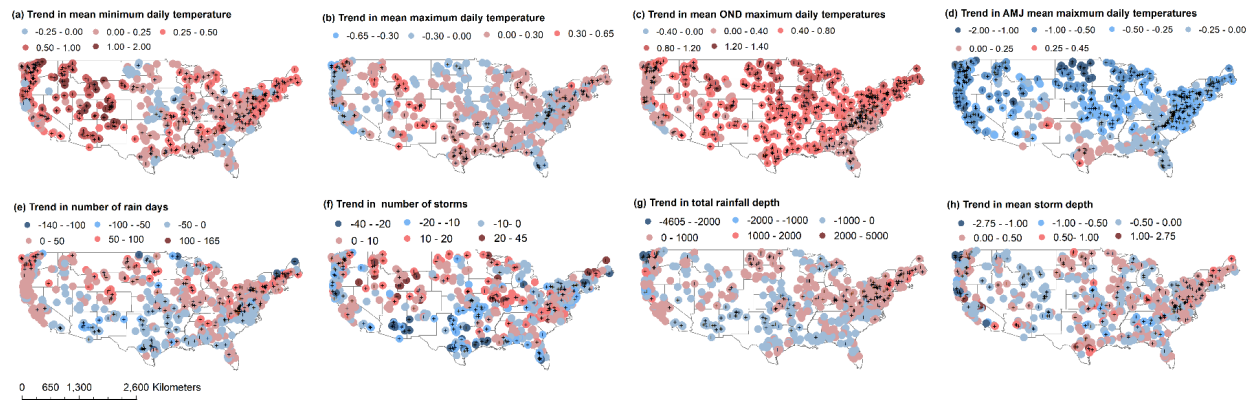 (a) Trend in mean minimum daily temperature
-0.25 - 0.00 0.00 - 0.25 0.25 - 0.50
0.50 - 1.00 1.00 - 2.00
(b) Trend in mean maximum daily temperature
-0.65 - -0.30 -0.30 - 0.00 0.00 - 0.30 0.30 - 0.65
(c) Trend in mean OND maximum daily temperatures
-0.40 - 0.00 0.00 - 0.40 0.40 - 0.80
0.80 - 1.20 1.20 - 1.40
(d) Trend in AMJ mean maixmum daily temperatures
-2.00 - -1.00 -1.00 - -0.50 -0.50 - -0.25 -0.25 - 0.00
0.00 - 0.25 0.25 - 0.45
(e) Trend in number of rain days
-140 - -100 -100 - -50 -50 - 0
0 - 50 50 - 100 100 - 165
(f) Trend in number of storms
-40 - -20 -20 - -10 -10 - 0
0 - 10 10 - 20 20 - 45
(g) Trend in total rainfall depth
-4605 - -2000 -2000 - -1000 -1000 - 0
0 - 1000 1000 - 2000 2000 - 5000
(h) Trend in mean storm depth
-2.75 - -1.00 -1.00 - -0.50 -0.50 - 0.00
0.00 - 0.50 0.50 - 1.00 1.00 - 2.75
0 650 1,300 2,600 Kilometers